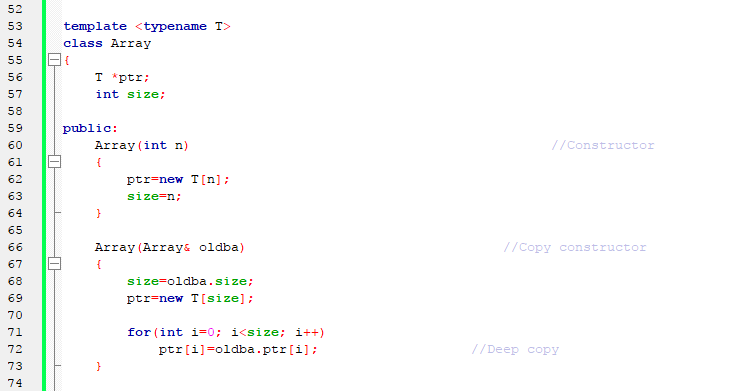 52
53 template <typename T>
54 class Array
55 {
56 T *ptr;
57 int size;
58
59 public:
60 Array(int n) //Constructor
61 {
62 ptr=new T[n];
63 size=n;
64 }
65
66 Array(Array& oldba) //Copy constructor
67 {
68 size=oldba.size;
69 ptr=new T[size];
70
71 for(int i=0; i<size; i++)
72 ptr[i]=oldba.ptr[i]; //Deep copy
73 }
74